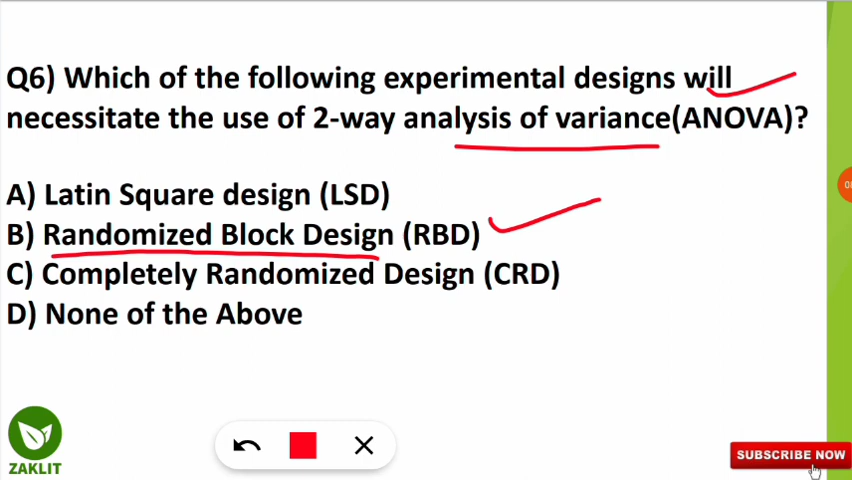 Q6) Which of the following experimental designs will
necessitate the use of 2-way analysis of variance(ANOVA)?
A) Latin Square design (LSD)
B) Randomized Block Design (RBD)
C) Completely Randomized Design (CRD)
D) None of the Above
ZAKLIT
SUBSCRIBE NOW